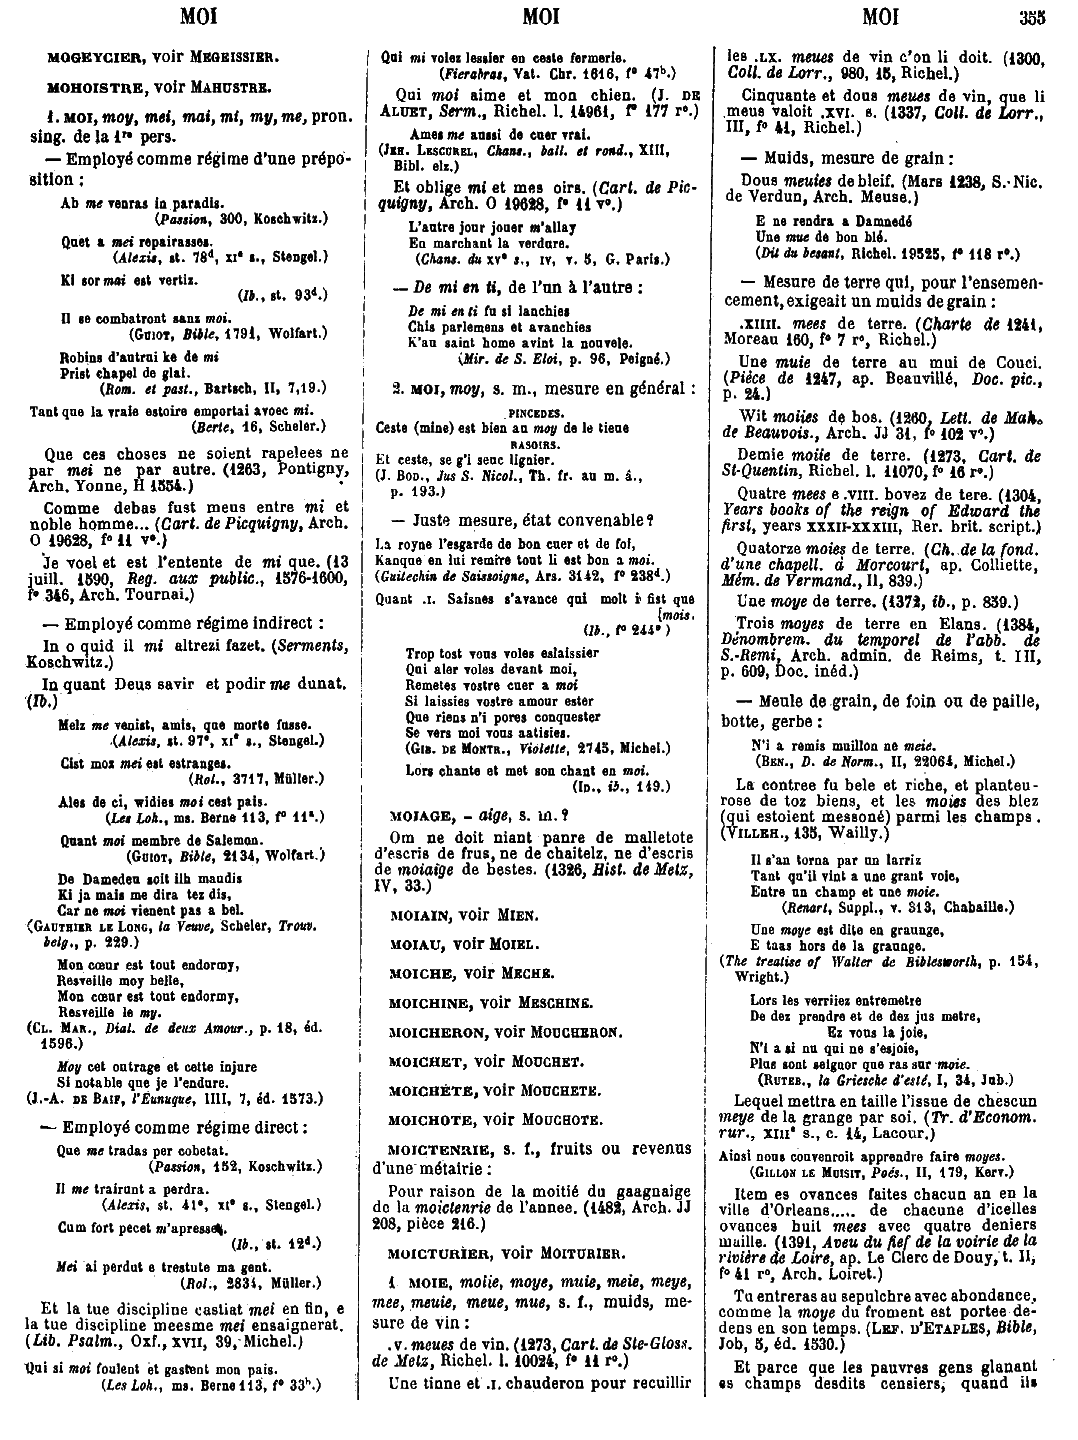 MOI
MOI
MOI
355
MOGEYCIER, voir MEGEISSIER.
MOHOISTRE, voir MAHUSTRE.
1. MOI, moy, mei, mai, mi, my, me, pron.
sing. de la 1re pers.
— Employé comme régime d'une prépo-
sition :
Ab me venras in paradis.
(Passion, 300, Koschwitz.)
Quet a mei repairasses.
(Alexis, st. 78d, XIe s., Stengel.)
Ki sor mai est vertiz.
(Ib., st. 93d.)
Il se combatront sans moi.
(GUIOT, Bible, 1791, Wolfart.)
Robins d'autrui ke de mi
Prist chapel de glai.
(Rom. et past., Bartsch, II, 7,19.)
Tant que la vraie estoire emportai avoec mi.
(Berte, 16, Scheler.)
Que ces choses ne soient rapelees ne
par mei ne par autre. (1263, Pontigny,
Arch. Yonne, H 1554.)
Comme debas fust meus entre mi et
noble homme... (Cart. de Picquigny, Arch.
O 19628, fo 11 vo.)
Je voel et est l'entente de mi que. (13
juill. 1590, Reg. aux public., 1576-1600,
fo 346, Arch. Tournai.)
— Employé comme régime indirect :
In o quid il mi altrezi fazet. (Serments,
Koschwitz.)
In quant Deus savir et podir me dunat.
(Ib.)
Melz me venist, amis, que morte fusse.
(Alexis, st. 97e, XIe s., Stengel.)
Cist moz mei est estranges.
(Rol., 3717, Müller.)
Ales de ci, widies moi cest pais.
(Les Loh., ms. Berne 113, fo 11a.)
Quant moi membre de Salemon.
(GUIOT, Bible, 2134, Wolfart.)
De Damedeu soit ilh maudis
Ki ja mais me dira tez dis,
Car ne moi vienent pas a bel.
(GAUTHIER LE LONG, la Veuve, Scheler, Trouv.
belg., p. 229.)
Mon cœur est tout endormy,
Resveille moy belle,
Mon cœur est tout endormy,
Resveille le my.
(CL. MAR., Dial. de deux Amour., p. 18, éd.
1596.)
Moy cet outrage et cette injure
Si notable que je l'endure.
(J.-A. DE BAIF, l'Eunuque, IIII, 7, éd. 1573.)
— Employé comme régime direct :
Que me tradas per cobetat.
(Passion, 152, Koschwitz.)
Il me trairunt a perdra.
(Alexis, st. 41e, XIe s., Stengel.)
Cum fort pecet m'apresset.
(Ib., st. 12d.)
Mei ai perdut e trestute ma gent.
(Rol., 2834, Müller.)
Et la tue discipline castiat mei en fin, e
la tue discipline meesme mei ensaignerat.
(Lib. Psalm., Oxf., XVII, 39, Michel.)
Qui si moi foulent et gastent mon pais.
(Les Loh., ms. Berne 113, fo 33b.)
Qui mi volez lessier en ceste fermerie.
(Fierabras, Vat. Chr. 1616, fo 47b.)
Qui moi aime et mon chien. (J. DE
ALUET, Serm., Richel. l. 14961, fo 177 ro.)
Ames me aussi de cuer vrai.
(JEH. LESCUREL, Chans., ball. et rond., XIII,
Bibl. elz.)
Et oblige mi et mes oirs. (Cart. de Pic-
quigny, Arch. O 19628, fo 11 vo.)
L'autre jour jouer m'allay
En marchant la verdure.
(Chans. du XVe s., IV, v. 5, G. Paris.)
— De mi en ti, de l'un à l'autre :
De mi en ti fu si lanchies
Chis parlemens et avanchies
K'au saint home avint la nouvele.
(Mir. de S. Eloi, p. 96, Peigné.)
2. MOI, moy, s. m., mesure en général :
PINCEDES.
Ceste (mine) est bien au moy de le tiene
RASOIRS.
Et ceste, se g'i senc lignier.
(J. BOD., Jus S. Nicol., Th. fr. au m. â.,
p. 193.)
— Juste mesure, état convenable ?
La royne l'esgarde de bon cuer et de foi,
Kanque en lui remire tout li est bon a moi.
(Guitechin de Saissoigne, Ars. 3142, fo 238d.)
Quant .I. Saisnes s'avance qui molt i fist que
[mois.
(Ib., fo 244e)
Trop tost vous voles eslaissier
Qui aler voles devant moi,
Remetes vostre cuer a moi
Si laissies vostre amour ester
Que riens n'i pores conquester
Se vers moi vous aatisies.
(GIB. DE MONTR., Violette, 2745, Michel.)
Lors chante et met son chant en moi.
(ID., ib., 149.)
MOIAGE, - aige, s. m. ?
Om ne doit niant panre de malletote
d'escris de frus, ne de chaitelz, ne d'escris
de moiaige de bestes. (1326, Hist. de Metz,
IV, 33.)
MOIAIN, voir MIEN.
MOIAU, voir MOIEL.
MOICHE, voir MECHE.
MOICHINE, voir MESCHINE.
MOICHERON, voir MOUCHERON.
MOICHET, voir MOUCHET.
MOICHETE, voir MOUCHETE.
MOICHOTE, voir MOUCHOTE.
MOICTENRIE, s. f., fruits ou revenus
d'une métairie :
Pour raison de la moitié du gaagnaige
de la moictenrie de l'annee. (1482, Arch. JJ
208, pièce 216.)
MOICTURIER, voir MOITURIER.
1 MOIE, moiie, moye, muie, meie, meye,
mee, meuie, meue, mue, s. f., muids, me-
sure de vin :
.V. meues de vin. (1273, Cart. de Ste-Gloss.
de Metz, Richel. l. 10024, fo 11 ro.)
Une tinne et .I. chauderon pour recuillir
les .LX. meues de vin c'on li doit. (1300,
Coll. de Lorr., 980, 15, Richel.)
Cinquante et dous meues de vin, que li
meus valoit .XVI. s. (1337, Coll. de Lorr.,
III, fo 41, Richel.)
— Muids, mesure de grain :
Dous meuies de bleif. (Mars 1238, S.-Nic.
de Verdun, Arch. Meuse.)
E ne rendra a Damnedé
Une mue de bon blé.
(Dit du besant, Richel. 19525, fo 118 ro.)
— Mesure de terre qui, pour l'ensemen-
cement, exigeait un muids de grain :
.XIIII. mees de terre. (Charte de 1241,
Moreau 160, fo 7 ro, Richel.)
Une muie de terre au mui de Couci.
(Pièce de 1247, ap. Beauvillé, Doc. pic.,
p. 24.)
Wit moiies de bos. (1260, Lett. de Mah.
de Beauvois., Arch. JJ 31, fo 102 vo.)
Demie moiie de terre. (1273, Cart. de
St-Quentin, Richel. l. 11070, fo 16 ro.)
Quatre mees e .VIII. bovez de tere. (1304,
Years books of the reign of Edward the
first, years XXXII-XXXIII, Rer. brit. script.)
Quatorze moies de terre. (Ch. de la fond.
d'une chapell. à Morcourt, ap. Colliette,
Mém. de Vermand., II, 839.)
Une moye de terre. (1372, ib., p. 859.)
Trois moyes de terre en Elans. (1384,
Dénombrem. du temporel de l'abb. de
S.-Remi, Arch. admin. de Reims, t. III,
p. 609, Doc. inéd.)
— Meule de grain, de foin ou de paille,
botte, gerbe :
N'i a remis muillon ne meie.
(BEN., D. de Norm., II, 22064, Michel.)
La contree fu bele et riche, et planteu-
rose de toz biens, et les moies des blez
(qui estoient messoné) parmi les champs.
(VILLEH., 135, Wailly.)
Il s'an torna par un larriz
Tant qu'il vint a une grant voie,
Entre un champ et une moie.
(Renart, Suppl., v. 313, Chabaille.)
Une moye est dite en graunge,
E taas hors de la graunge.
(The treatise of Walter de Biblesworth, p. 154,
Wright.)
Lors les verriiez entremetre
De dez prendre et de dez jus metre,
Ez vous la joie,
N'i a si nu qui ne s'esjoie,
Plus sont seignor que ras sur moie.
(RUTEB., la Griesche d'esté, I, 34, Jub.)
Lequel mettra en taille l'issue de chescun
meye de la grange par soi. (Tr. d'Econom.
rur., XIIIe s., c. 14, Lacour.)
Ainsi nous convenroit apprendre faire moyes.
(GILLON LE MUISIT, Poés., II, 179, Kerv.)
Item es ovances faites chacun an en la
ville d'Orleans..... de chacune d'icelles
ovances huit mees avec quatre deniers
maille. (1391, Aveu du fief de la voirie de la
rivière de Loire, ap. Le Clerc de Douy, t. II,
fo 41 ro, Arch. Loiret.)
Tu entreras au sepulchre avec abondance,
comme la moye du froment est portee de-
dens en son temps. (LEF. D'ETAPLES, Bible,
Job, 5, éd. 1530.)
Et parce que les pauvres gens glanant
es champs desdits censiers, quand ils